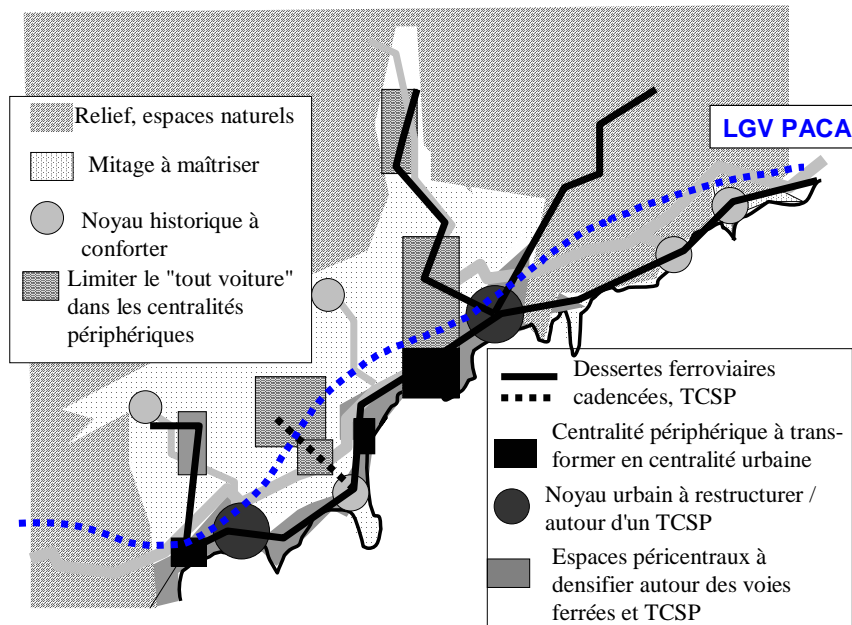 Relief, espaces naturels
Mitage à maîtriser
Noyau historique à
conforter
Limiter le "tout voiture"
dans les centralités
périphériques
LGV PACA
Dessertes ferroviaires
cadencées, TCSP
Centralité périphérique à trans-
former en centralité urbaine
Noyau urbain à restructurer /
autour d'un TCSP
Espaces péricentraux à
densifier autour des voies
ferrées et TCSP